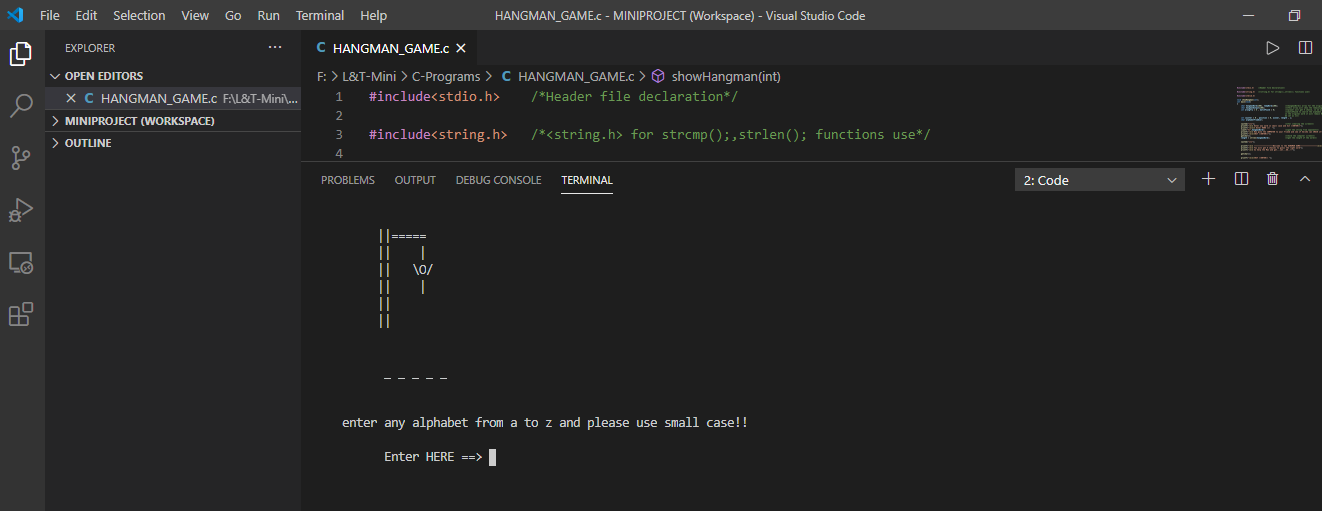 File Edit Selection View Go Run Terminal Help HANGMAN_GAME.c - MINIPROJECT (Workspace) - Visual Studio Code
EXPLORER ...
OPEN EDITORS
C HANGMAN_GAME.c F:\L&T-Mini\...
MINIPROJECT (WORKSPACE)
OUTLINE
C HANGMAN_GAME.c
F: > L&T-Mini > C-Programs > C HANGMAN_GAME.c > showHangman(int)
1 #include<stdio.h> /*Header file declaration*/
2
3 #include<string.h> /*<string.h> for strcmp();,strlen(); functions use*/
4
PROBLEMS OUTPUT DEBUG CONSOLE TERMINAL 2: Code
||=====
||    |
||   \O/
||    |
||
||
_ _ _ _ _
enter any alphabet from a to z and please use small case!!
Enter HERE ==>